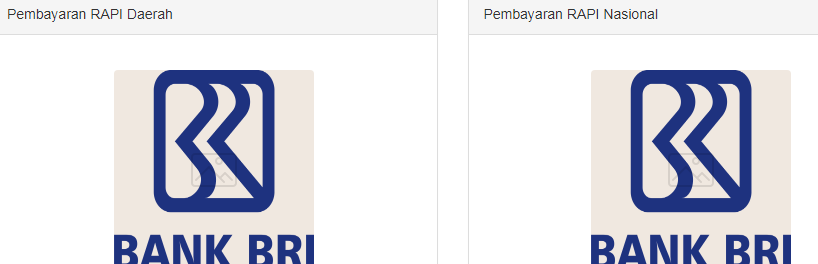 Pembayaran RAPI Daerah
Pembayaran RAPI Nasional
BANK BRI
BANK BRI